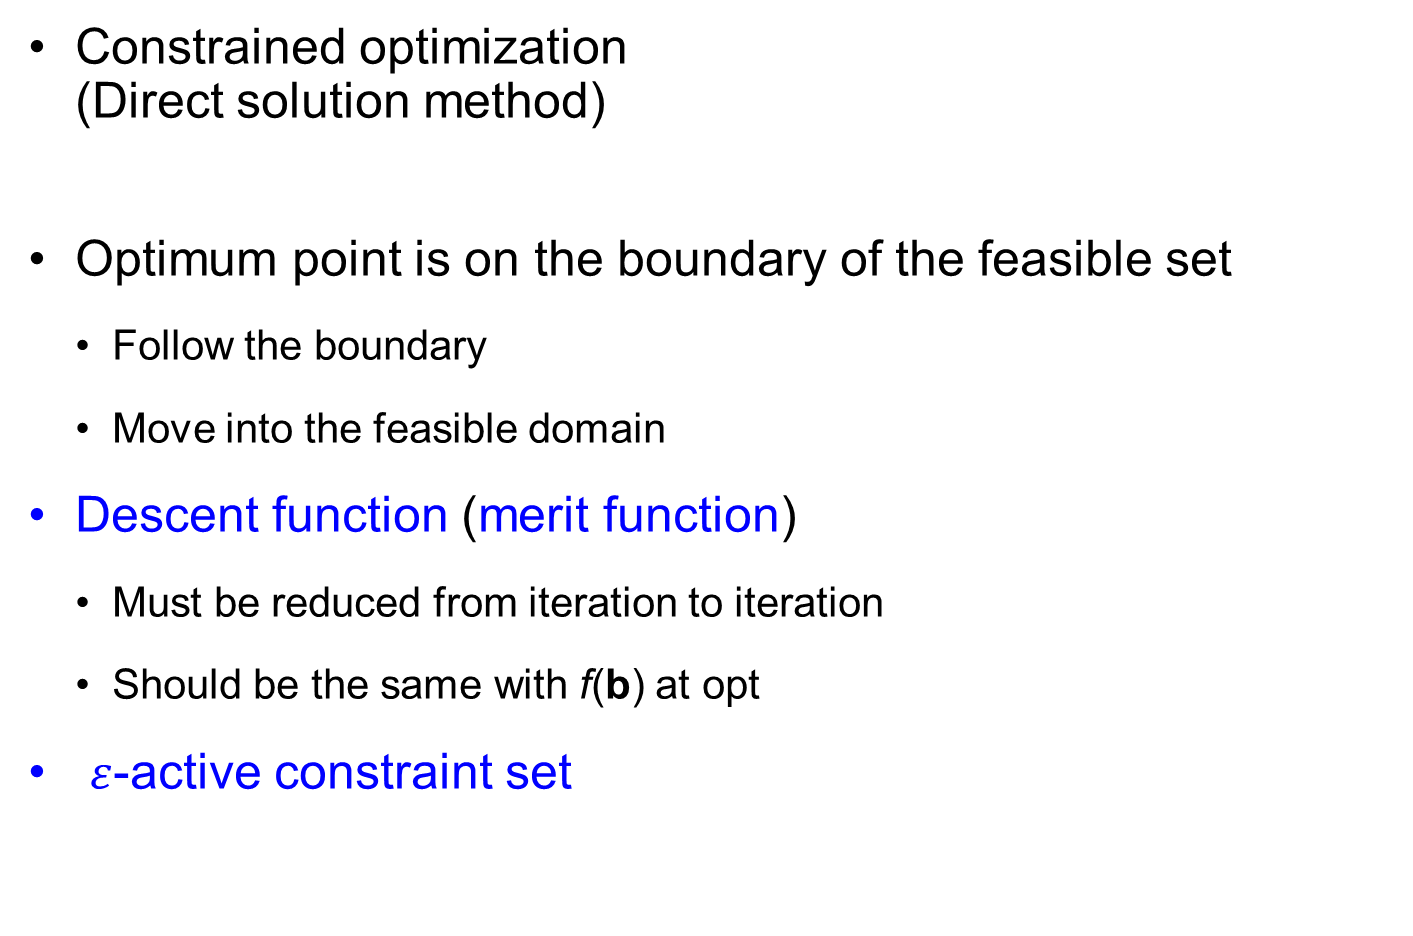 • Constrained optimization
(Direct solution method)
• Optimum point is on the boundary of the feasible set
• Follow the boundary
• Move into the feasible domain
• Descent function (merit function)
• Must be reduced from iteration to iteration
• Should be the same with f(b) at opt
• ε-active constraint set